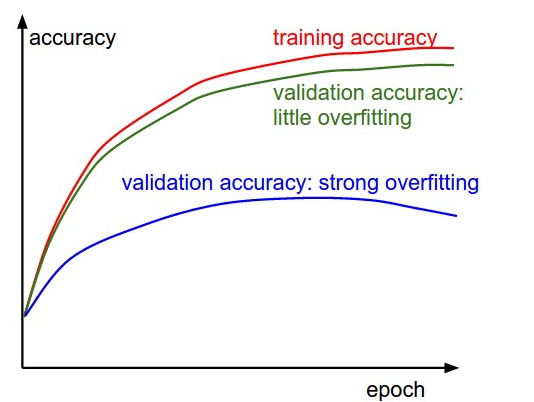 accuracy
training accuracy
validation accuracy:
little overfitting
validation accuracy: strong overfitting
epoch